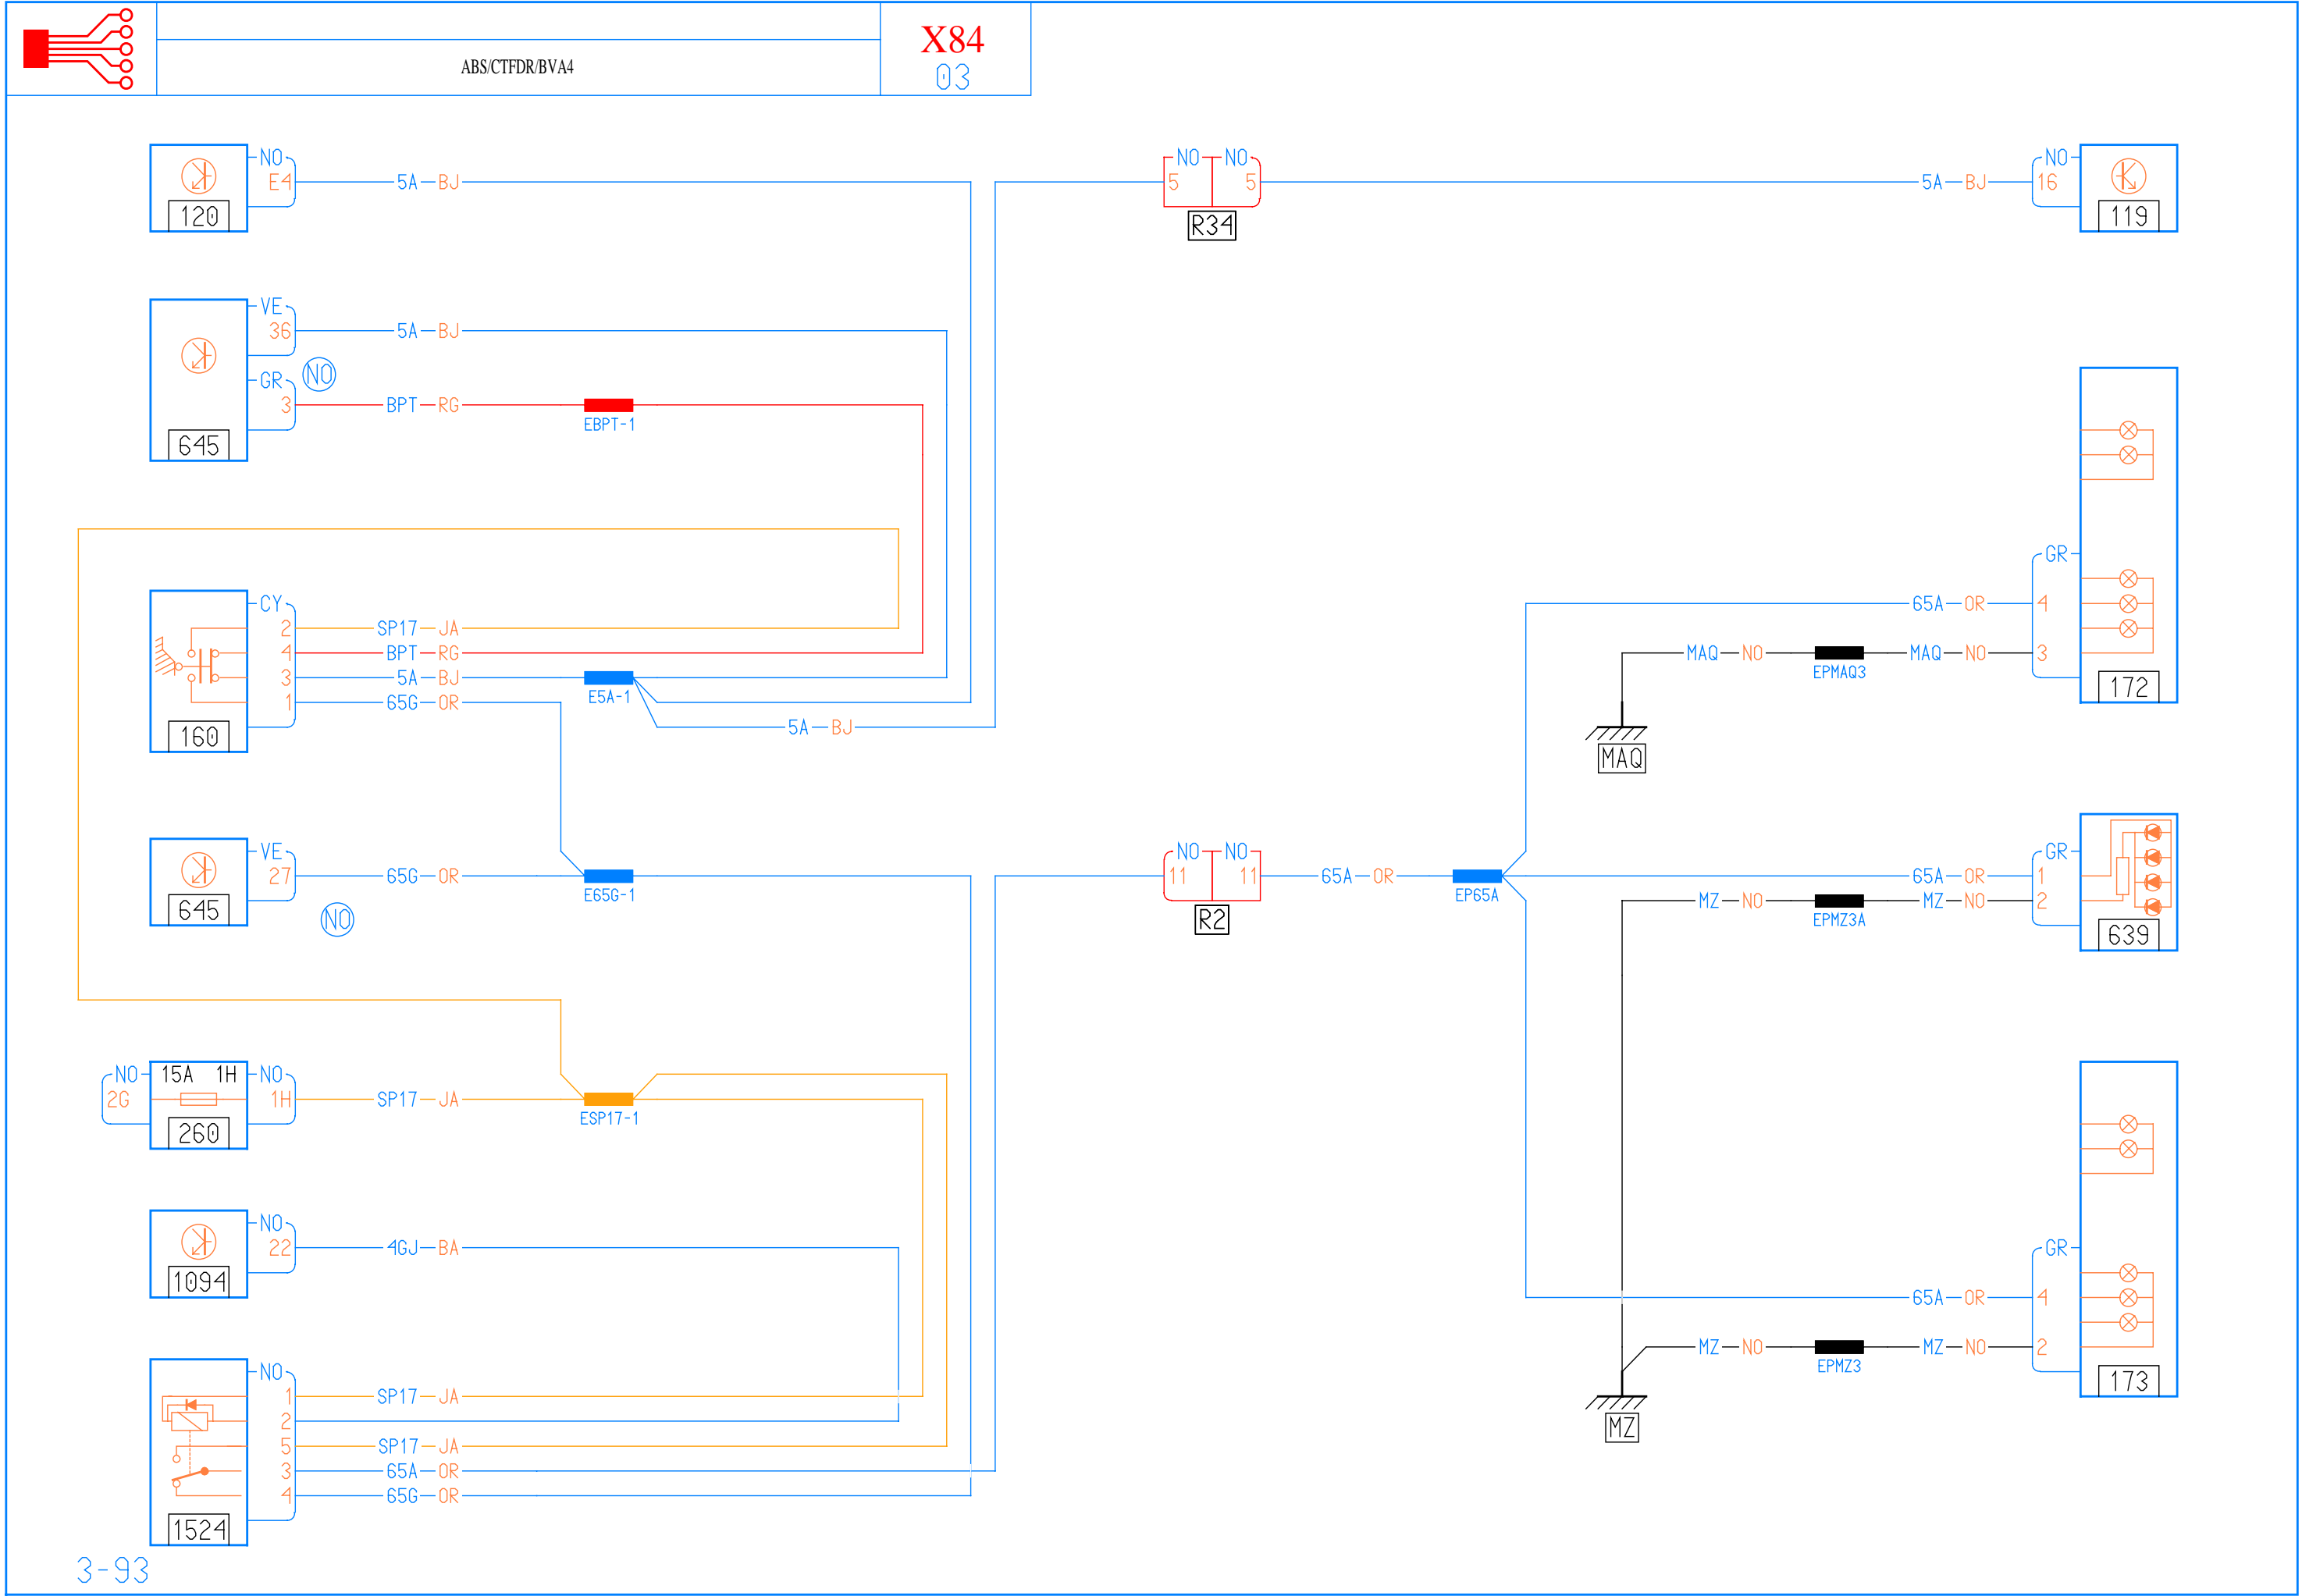 X84
ABS/CTFDR/BVA4
03
NO
E4 5A BJ
120
NO NO
5 5
R34
5A BJ
NO
16
119
VE
36 5A BJ
NO
GR
3 BPT RG
EBPT-1
645
CY
2 SP17 JA
4 BPT RG
3 5A BJ
E5A-1
1 65G OR
5A BJ
160
GR
65A OR 4
MAQ NO MAQ NO 3
EPMAQ3
172
MAQ
VE
27 65G OR
E65G-1
645
NO
NO NO
11 11
R2
65A OR
EP65A
GR
65A OR 1
MZ NO MZ NO 2
EPMZ3A
639
NO 15A 1H NO
2G 1H SP17 JA
ESP17-1
260
NO
22 4GJ BA
1094
GR
65A OR 4
MZ NO MZ NO 2
EPMZ3
173
MZ
NO
1 SP17 JA
2
5 SP17 JA
3 65A OR
4 65G OR
1524
3-93